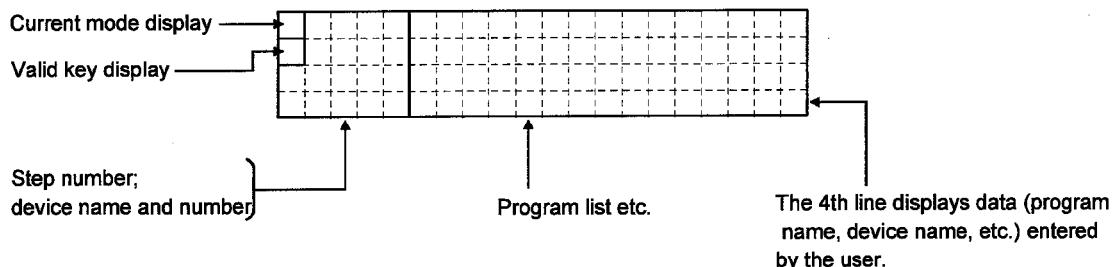 Current mode display
Valid key display
Step number;
device name and number
Program list etc.
The 4th line displays data (program
name, device name, etc.) entered
by the user.